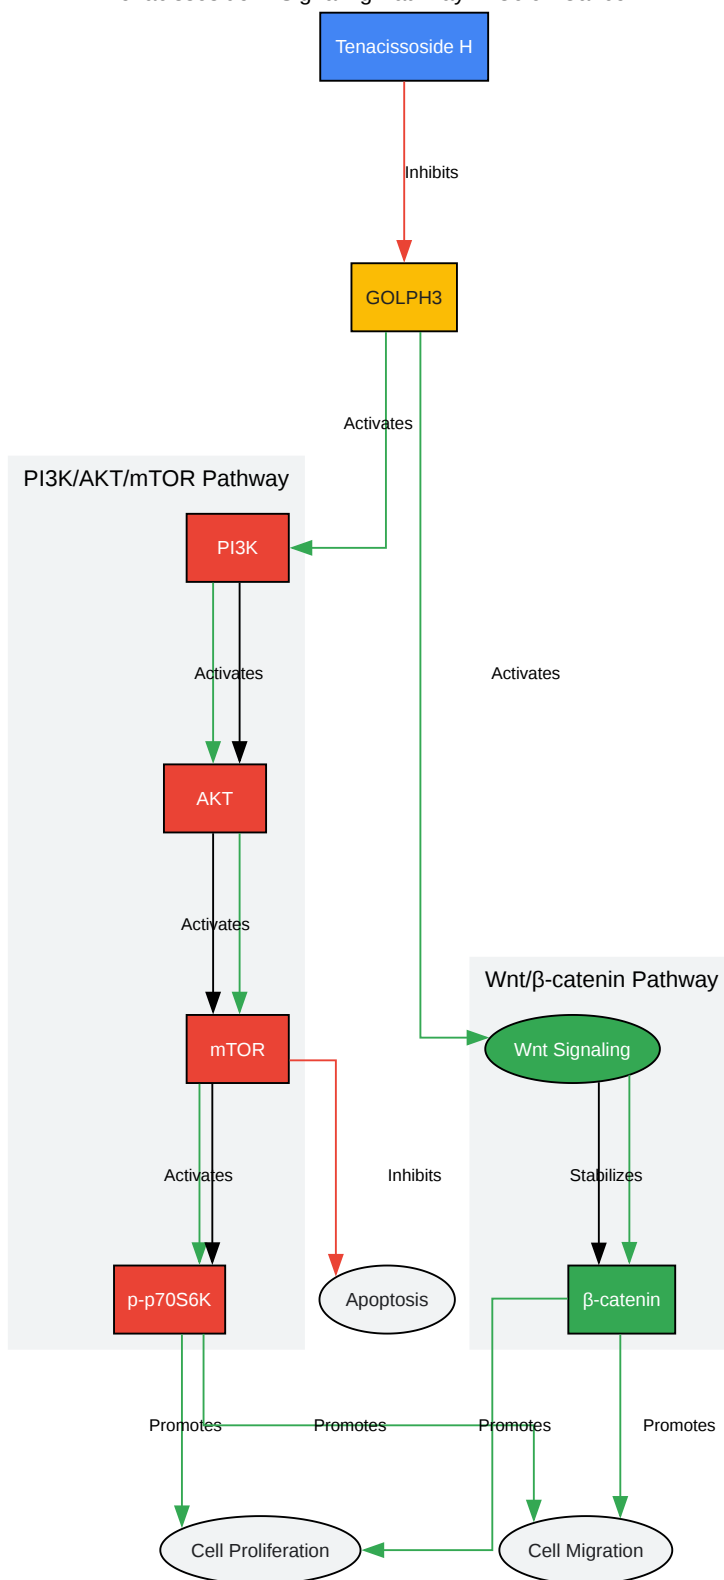 Tenacissoside H
Inhibits
GOLPH3
Activates
PI3K/AKT/mTOR Pathway
PI3K
Activates
Activates
AKT
Activates
Wnt/β-catenin Pathway
mTOR
Wnt Signaling
Activates
Inhibits
Stabilizes
p-p70S6K
Apoptosis
β-catenin
Promotes
Promotes
Promotes
Promotes
Cell Proliferation
Cell Migration